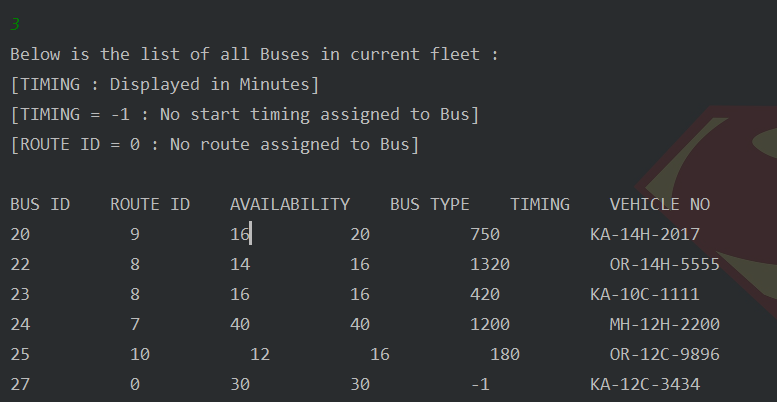 3
Below is the list of all Buses in current fleet :
[TIMING : Displayed in Minutes]
[TIMING = -1 : No start timing assigned to Bus]
[ROUTE ID = 0 : No route assigned to Bus]
BUS ID    ROUTE ID    AVAILABILITY    BUS TYPE    TIMING    VEHICLE NO
20          9         16          20          750         KA-14H-2017
22          8         14          16          1320          OR-14H-5555
23          8         16          16          420         KA-10C-1111
24          7         40          40          1200          MH-12H-2200
25          10          12          16          180         OR-12C-9896
27          0         30          30          -1          KA-12C-3434